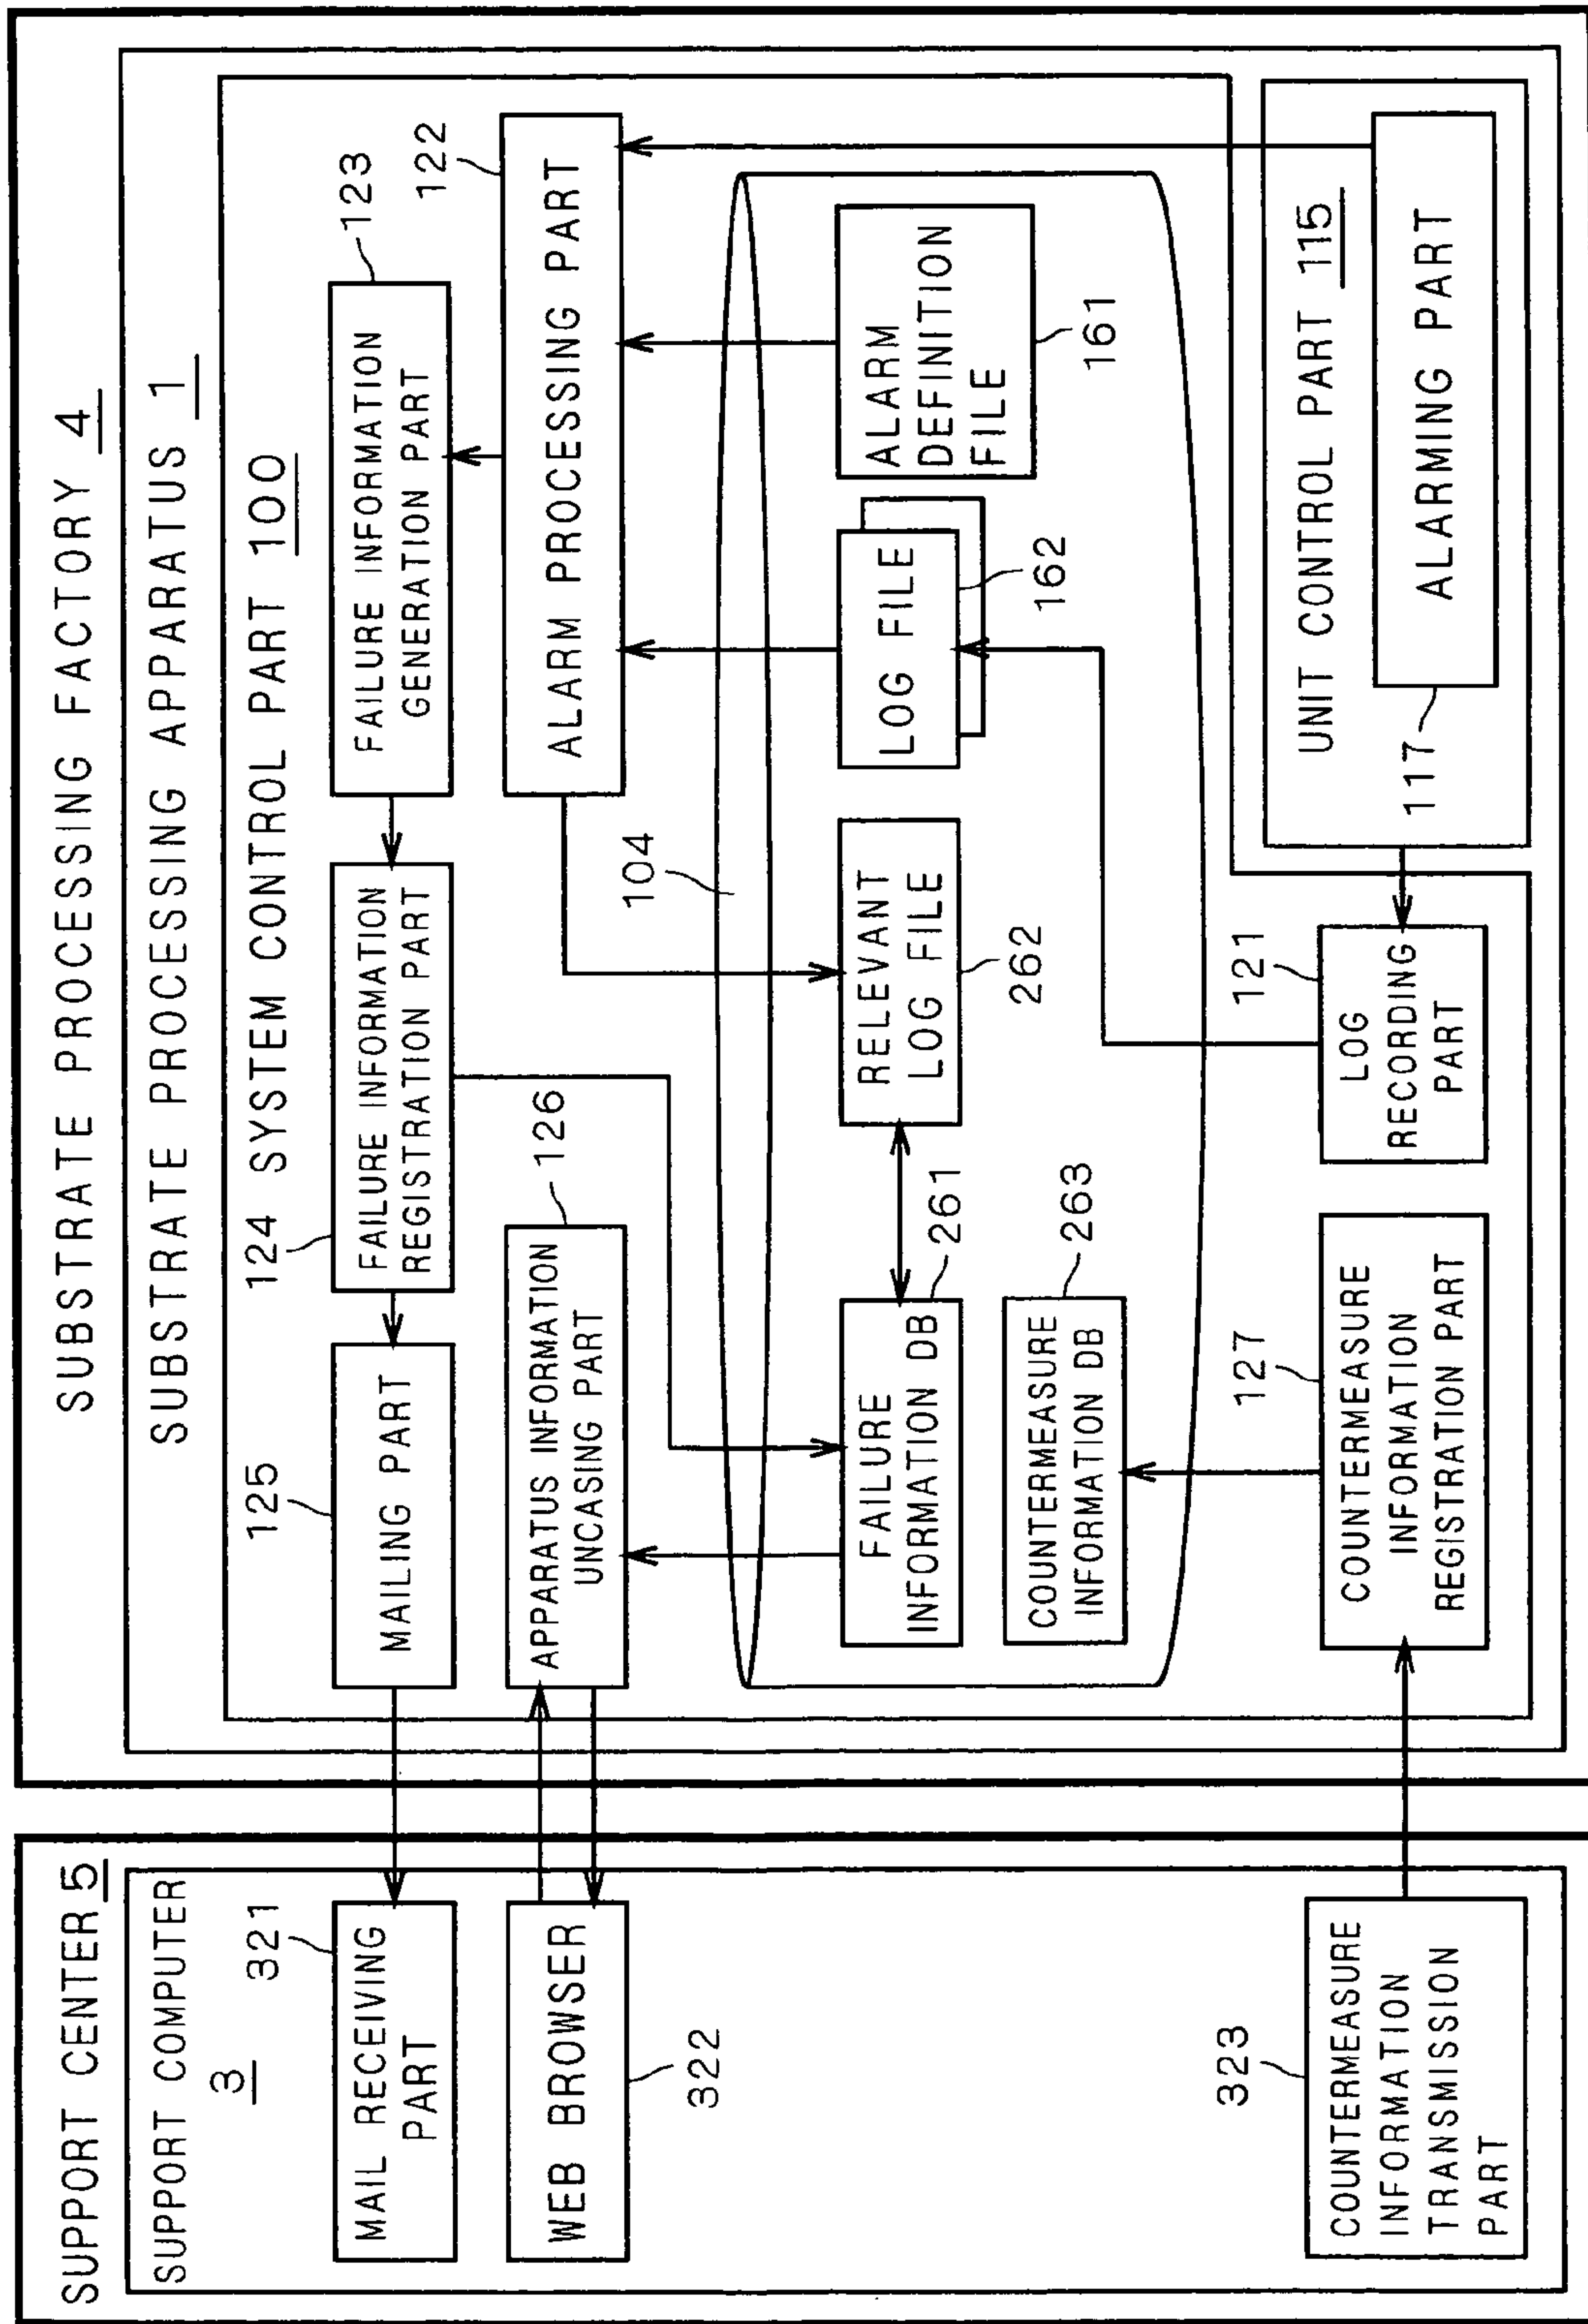 SUPPORT CENTER 5
SUPPORT COMPUTER
3
321
MAIL RECEIVING
PART
WEB BROWSER
322
323
COUNTERMEASURE
INFORMATION
TRANSMISSION
PART
SUBSTRATE PROCESSING FACTORY 4
SUBSTRATE PROCESSING APPARATUS 1
SYSTEM CONTROL PART 100
125
MAILING PART
124
FAILURE INFORMATION
REGISTRATION PART
123
FAILURE INFORMATION
GENERATION PART
126
APPARATUS INFORMATION
UNCASING PART
122
ALARM PROCESSING PART
104
FAILURE
INFORMATION DB
261
RELEVANT
LOG FILE
262
LOG FILE
162
ALARM
DEFINITION
FILE
161
COUNTERMEASURE
INFORMATION DB
263
127
COUNTERMEASURE
INFORMATION
REGISTRATION PART
121
LOG
RECORDING
PART
UNIT CONTROL PART 115
117
ALARMING PART